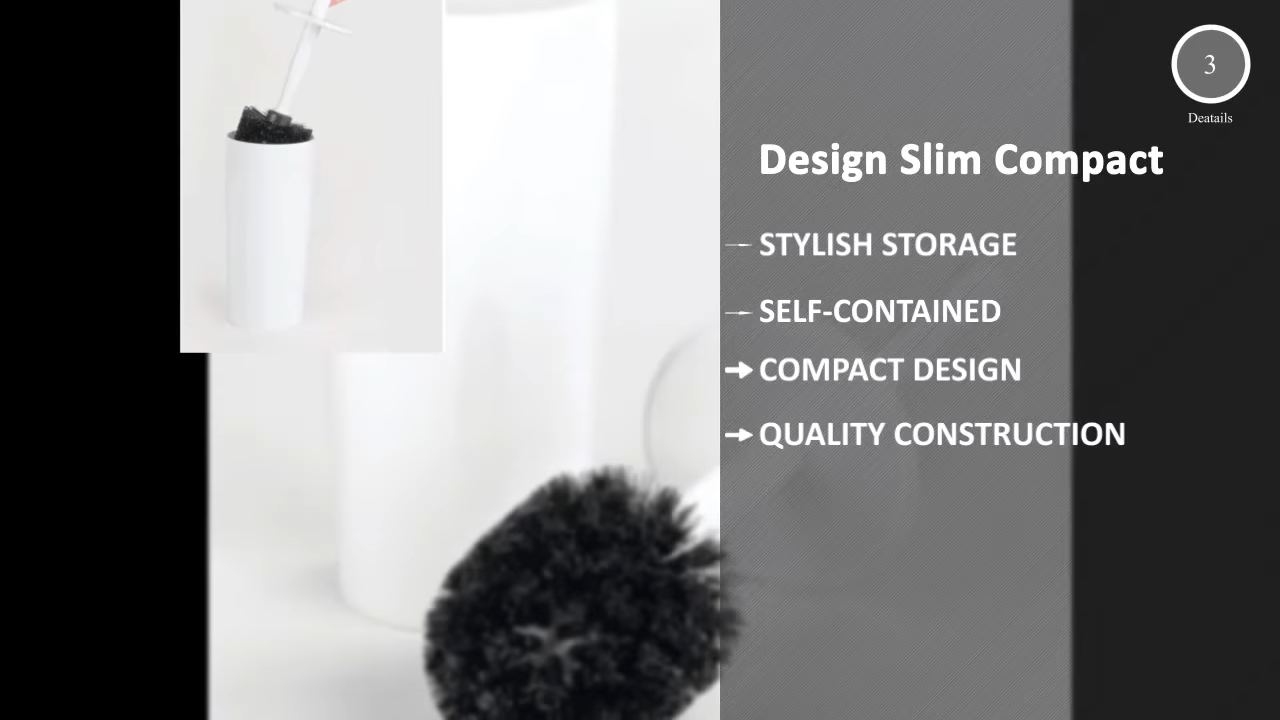 3
Deatails
Design Slim Compact
STYLISH STORAGE
SELF-CONTAINED
COMPACT DESIGN
QUALITY CONSTRUCTION